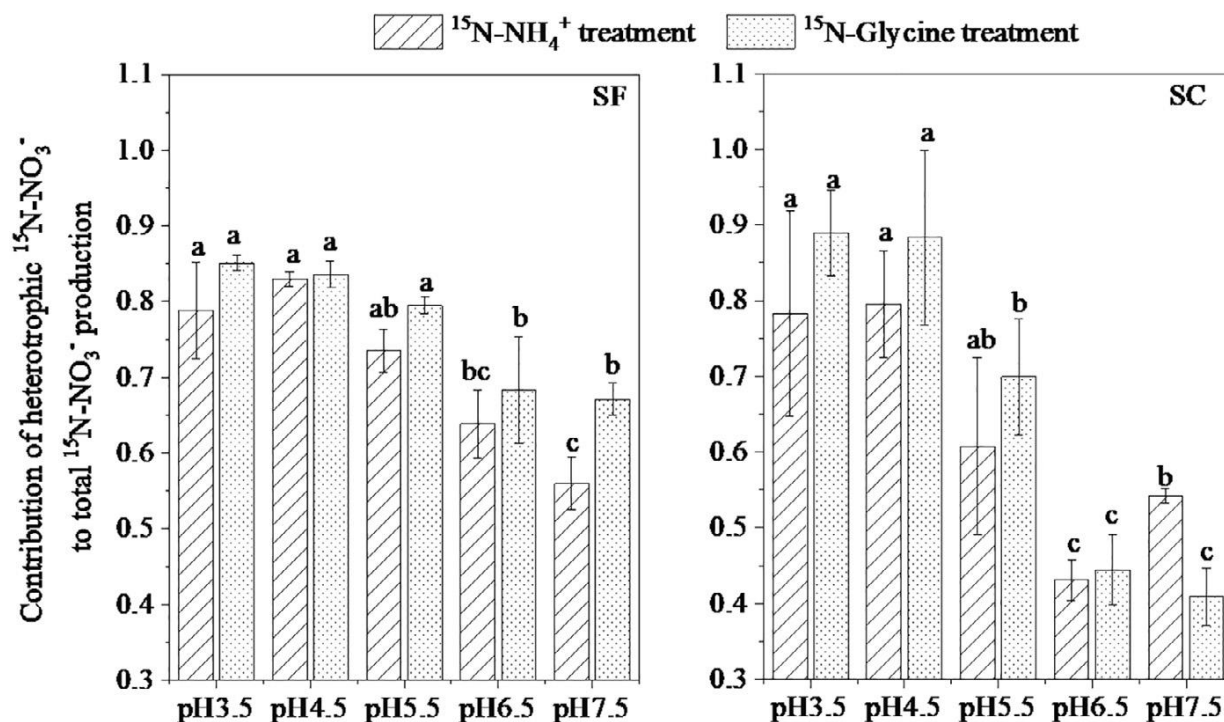 ¹⁵N-NH₄⁺ treatment ¹⁵N-Glycine treatment
Contribution of heterotrophic ¹⁵N-NO₃⁻
to total ¹⁵N-NO₃⁻ production
1.1
1.0
0.9
0.8
0.7
0.6
0.5
0.4
0.3
SF
a a a a ab a bc b c b
pH3.5 pH4.5 pH5.5 pH6.5 pH7.5
1.1
1.0
0.9
0.8
0.7
0.6
0.5
0.4
0.3
SC
a a a a ab b c c b c
pH3.5 pH4.5 pH5.5 pH6.5 pH7.5